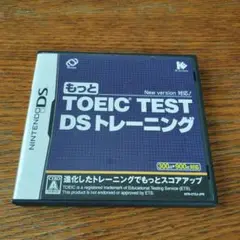 New version 対応!
もっと
TOEIC® TEST
DSトレーニング
NINTENDO DS
300点▶900点対応
進化したトレーニングでもっとスコアアップ
TOEIC is a registered trademark of Educational Testing Service (ETS).
This product is not endorsed or approved by ETS.
CERO
A